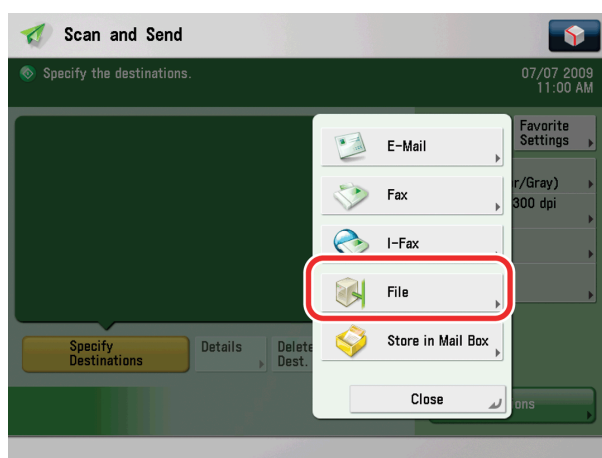 Scan and Send
Specify the destinations.
07/07 2009
11:00 AM
Favorite
Settings
E-Mail
r/Gray)
300 dpi
Fax
I-Fax
File
Store in Mail Box
Specify
Destinations
Details
Delete
Dest.
Close
ons